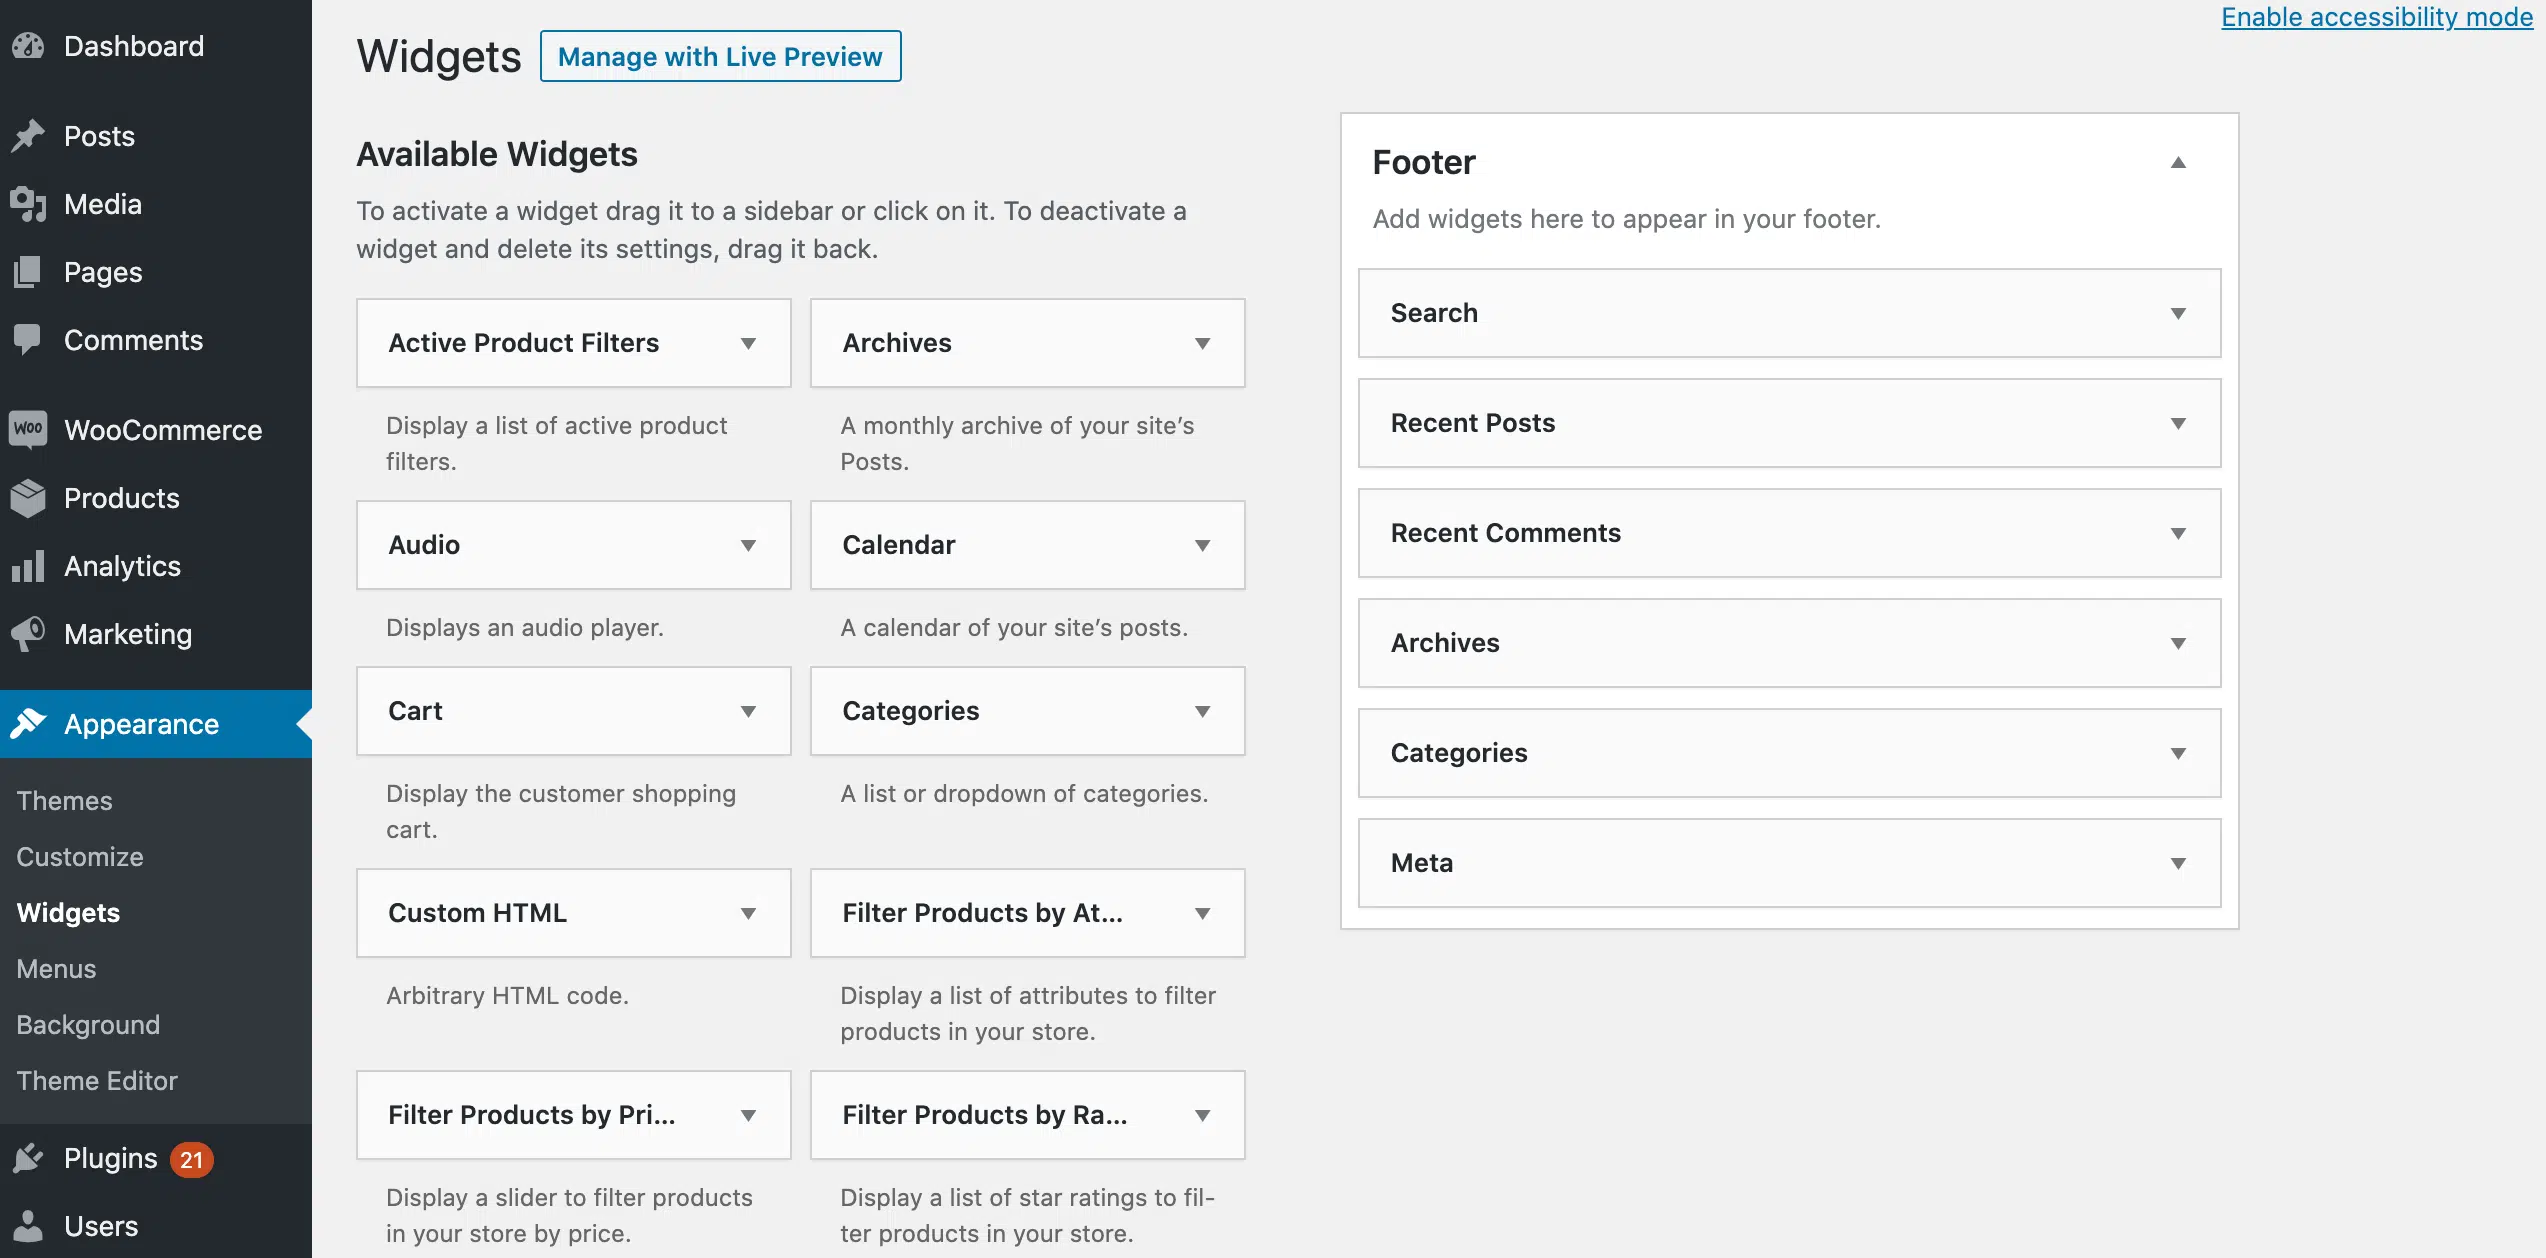 Dashboard
Posts
Media
Pages
Comments
Woo WooCommerce
Products
Analytics
Marketing
Appearance
Themes
Customize
Widgets
Menus
Background
Theme Editor
Plugins 21
Users
Enable accessibility mode
Widgets Manage with Live Preview
Available Widgets
To activate a widget drag it to a sidebar or click on it. To deactivate a
widget and delete its settings, drag it back.
Active Product Filters
Display a list of active product
filters.
Archives
A monthly archive of your site’s
Posts.
Audio
Displays an audio player.
Calendar
A calendar of your site’s posts.
Cart
Display the customer shopping
cart.
Categories
A list or dropdown of categories.
Custom HTML
Arbitrary HTML code.
Filter Products by At...
Display a list of attributes to filter
products in your store.
Filter Products by Pri...
Display a slider to filter products
in your store by price.
Filter Products by Ra...
Display a list of star ratings to fil-
ter products in your store.
Footer
Add widgets here to appear in your footer.
Search
Recent Posts
Recent Comments
Archives
Categories
Meta